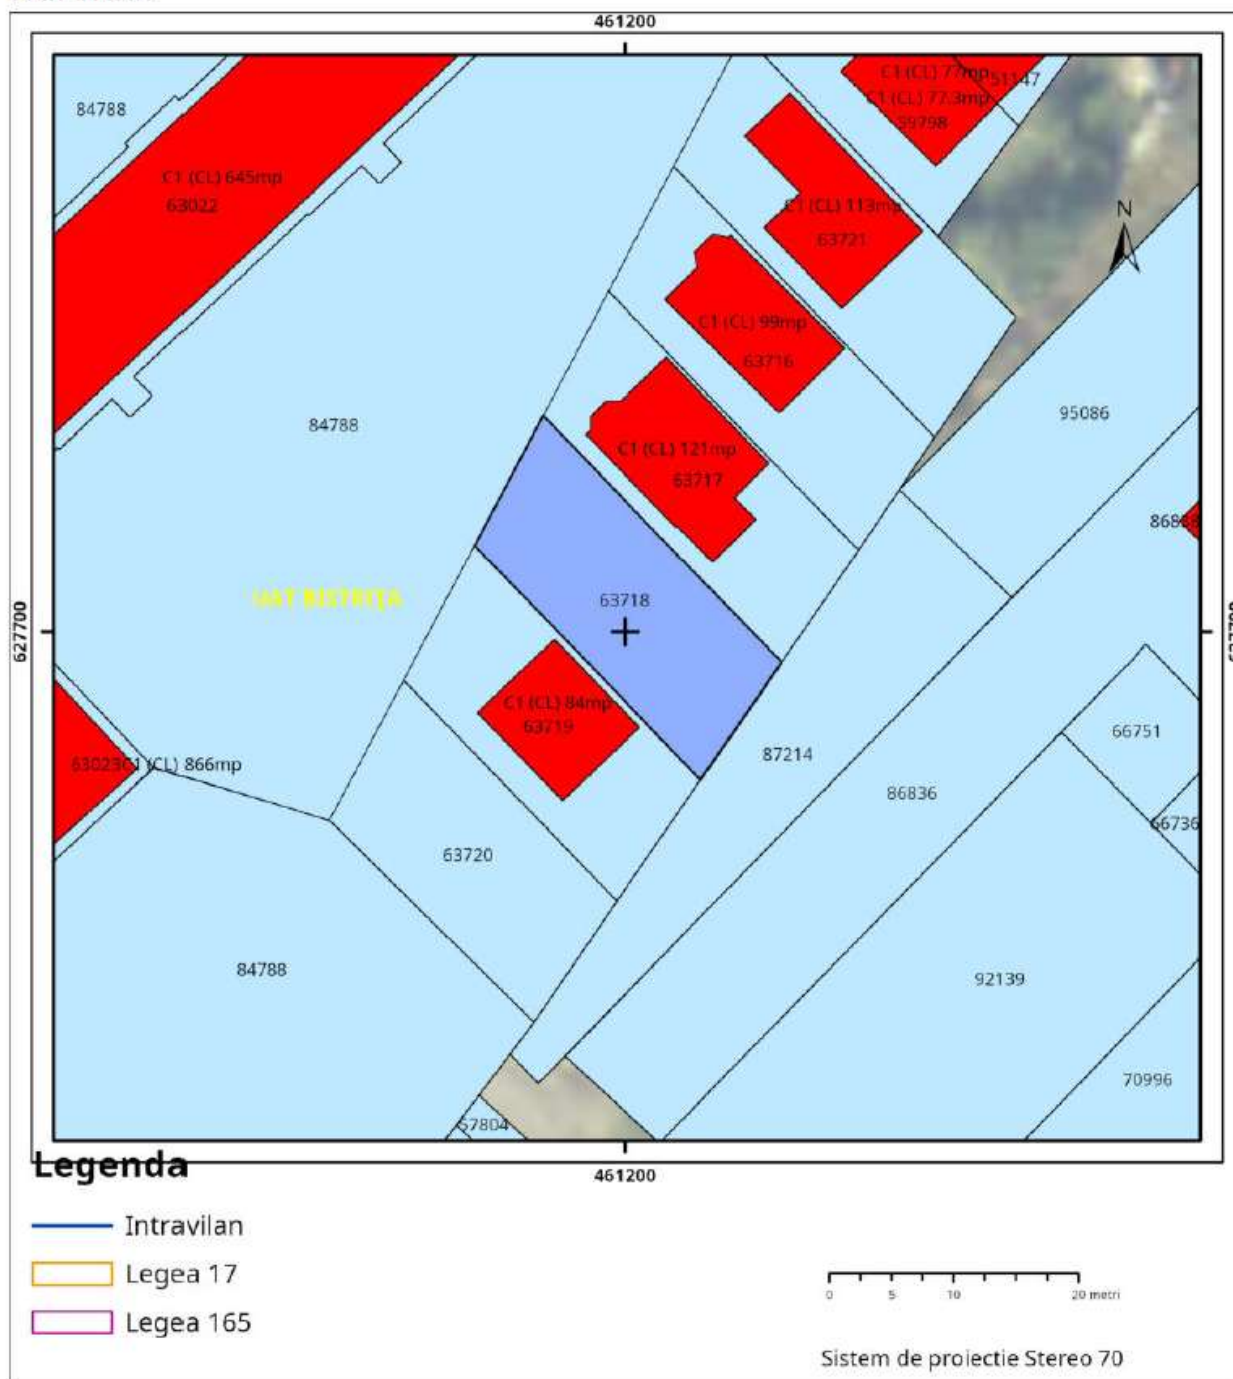 461200
C1 (CL) 77mp
51147
84788
C1 (CL) 77.3mp
59798
C1 (CL) 645mp
63022
C1 (CL) 113mp
N
63721
C1 (CL) 99mp
63716
84788
95086
C1 (CL) 121mp
63717
UAT BISTRIŢA
63718
627700
C1 (CL) 84mp
63719
66751
87214
63023C1 (CL) 866mp
86836
66736
63720
84788
92139
70996
57804
461200
Legenda
Intravilan
Legea 17
Legea 165
0 5 10 20 metri
Sistem de proiectie Stereo 70